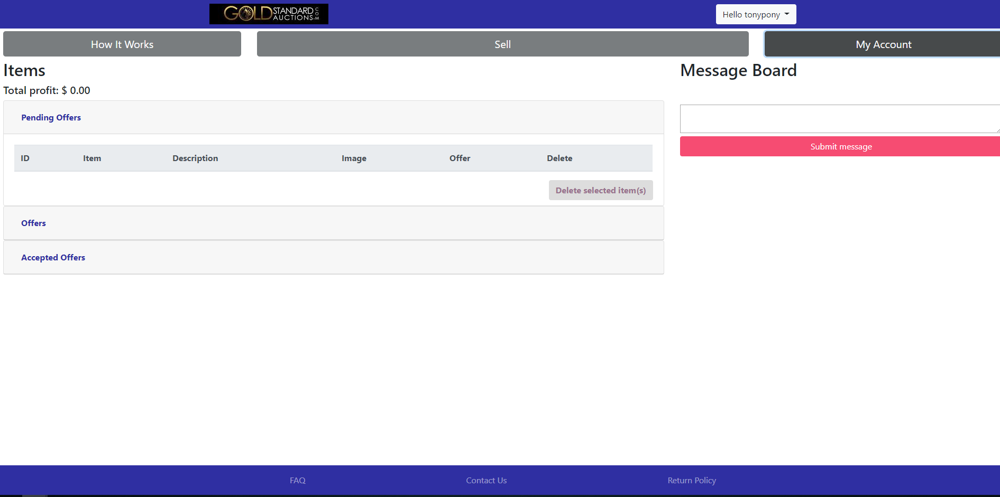 GOLD STANDARD AUCTIONS.COM
Hello tonypony
How It Works
Sell
My Account
Items
Message Board
Total profit: $ 0.00
Pending Offers
ID Item Description Image Offer Delete
Submit message
Delete selected item(s)
Offers
Accepted Offers
FAQ
Contact Us
Return Policy